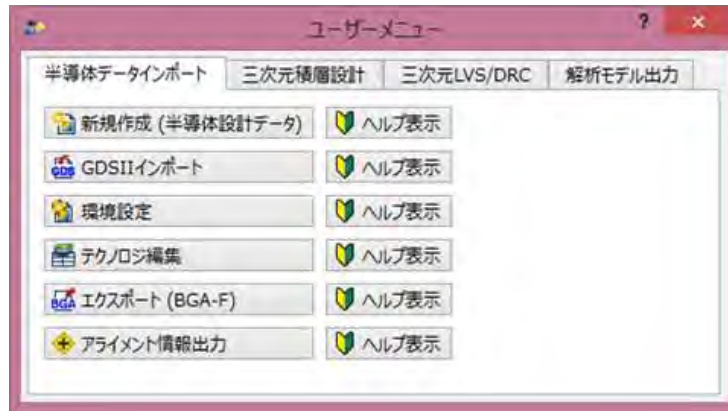 ユーザーメニュー ?
半導体データインポート 三次元積層設計 三次元LVS/DRC 解析モデル出力
新規作成 (半導体設計データ) ヘルプ表示
GDS GDSIIインポート ヘルプ表示
環境設定 ヘルプ表示
テクノロジ編集 ヘルプ表示
BGA エクスポート (BGA-F) ヘルプ表示
アライメント情報出力 ヘルプ表示